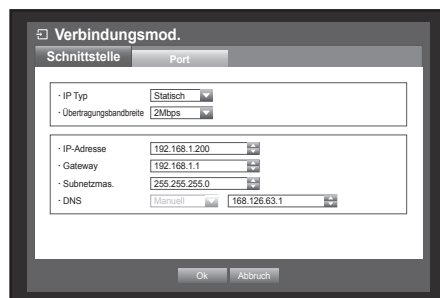 Verbindungsmod.
Schnittstelle Port
· IP Typ Statisch
· Übertragungsbandbreite 2Mbps
· IP-Adresse 192.168.1.200
· Gateway 192.168.1.1
· Subnetzmas. 255.255.255.0
· DNS Manuell 168.126.63.1
Ok Abbruch